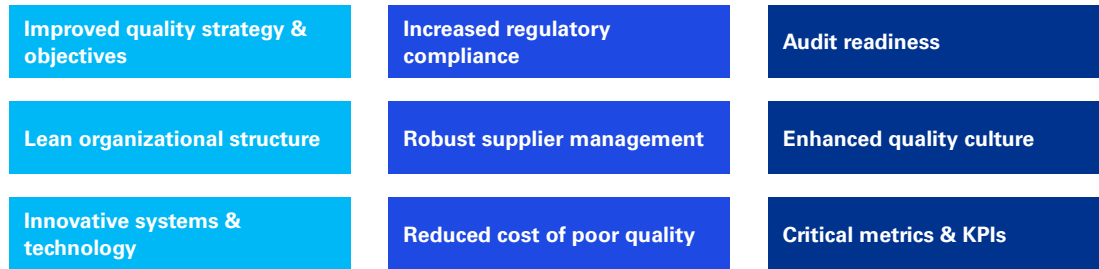 Improved quality strategy &
objectives
Increased regulatory
compliance
Audit readiness
Lean organizational structure
Robust supplier management
Enhanced quality culture
Innovative systems &
technology
Reduced cost of poor quality
Critical metrics & KPIs